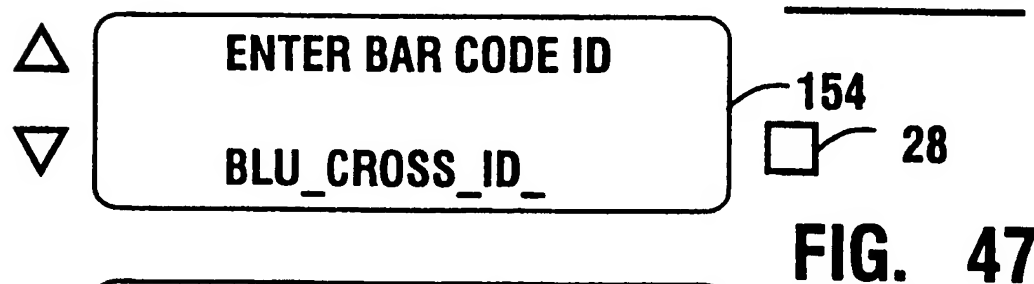 ENTER BAR CODE ID
154
28
BLU_CROSS_ID_
FIG. 47